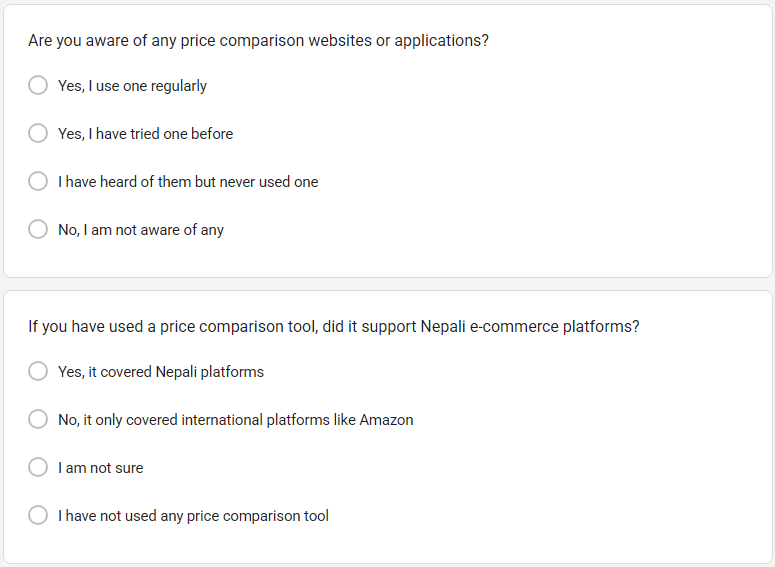 Are you aware of any price comparison websites or applications?
Yes, I use one regularly
Yes, I have tried one before
I have heard of them but never used one
No, I am not aware of any
If you have used a price comparison tool, did it support Nepali e-commerce platforms?
Yes, it covered Nepali platforms
No, it only covered international platforms like Amazon
I am not sure
I have not used any price comparison tool